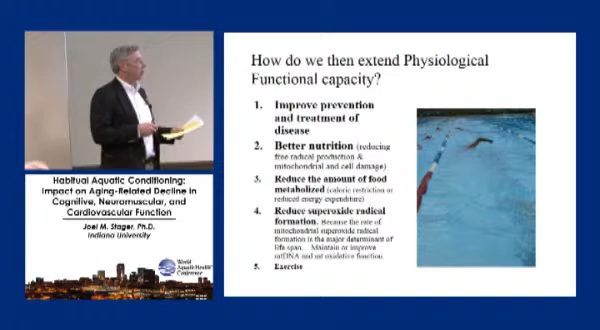 How do we then extend Physiological
Functional capacity?
1. Improve prevention
and treatment of
disease
2. Better nutrition (reducing
free radical production &
mitochondrial and cell damage)
3. Reduce the amount of food
metabolized (caloric restriction or
reduced energy expenditure)
4. Reduce superoxide radical
formation. Because the rate of
mitochondrial superoxide radical
formation is the major determinant of
life span. Maintain or improve
mtDNA and mt oxidative function
5. Exercise
Habitual Aquatic Conditioning:
Impact on Aging-Related Decline in
Cognitive, Neuromuscular, and
Cardiovascular Function
Joel M. Stager, Ph.D.
Indiana University
World
Aquatic Health
Conference